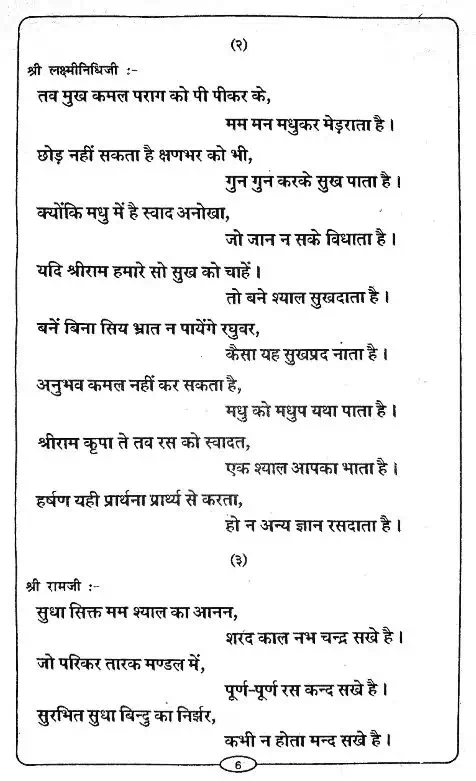 (२)
श्री लक्ष्मीनिधिजी :-
तव मुख कमल पराग को पी पीकर के,
मम मन मधुकर मेड़राता है ।
छोड़ नहीं सकता है क्षणभर को भी,
गुन गुन करके सुख पाता है ।
क्योंकि मधु में है स्वाद अनोखा,
जो जान न सके विधाता है ।
यदि श्रीराम हमारे सो सुख को चाहें ।
तो बने श्याल सुखदाता है ।
बनें बिना सिय भ्रात न पायेंगे रघुवर,
कैसा यह सुखप्रद नाता है ।
अनुभव कमल नहीं कर सकता है,
मधु को मधुप यथा पाता है ।
श्रीराम कृपा ते तव रस को स्वादत,
एक श्याल आपका भाता है ।
हर्षण यही प्रार्थना प्रार्थ्य से करता,
हो न अन्य ज्ञान रसदाता है ।
(३)
श्री रामजी :-
सुधा सिक्त मम श्याल का आनन,
शरद काल नभ चन्द्र सखे है ।
जो परिकर तारक मण्डल में,
पूर्ण-पूर्ण रस कन्द सखे है ।
सुरभित सुधा बिन्दु का निर्झर,
कभी न होता मन्द सखे है ।
6